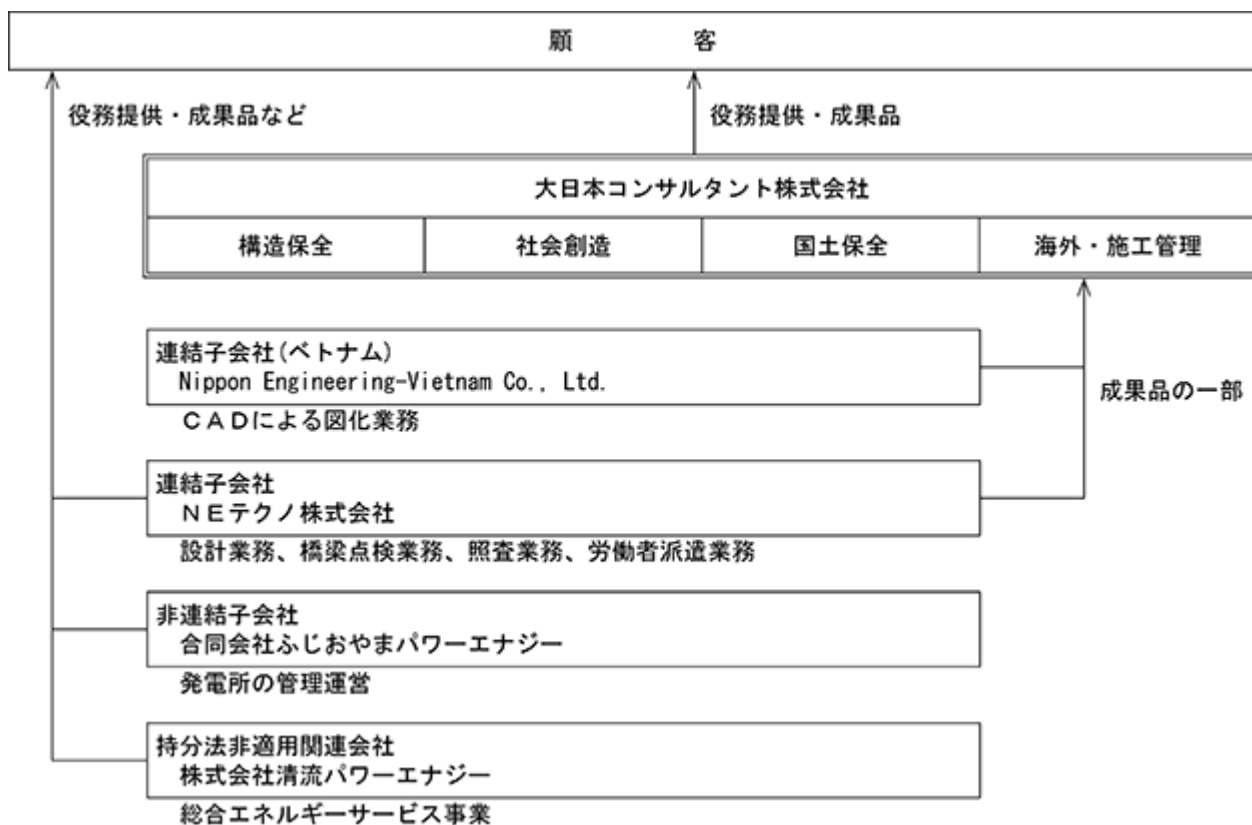 顧客
役務提供・成果品など
役務提供・成果品
大日本コンサルタント株式会社
構造保全
社会創造
国土保全
海外・施工管理
連結子会社(ベトナム)
Nippon Engineering-Vietnam Co., Ltd.
CADによる図化業務
成果品の一部
連結子会社
NEテクノ株式会社
設計業務、橋梁点検業務、照査業務、労働者派遣業務
非連結子会社
合同会社ふじおやまパワーエナジー
発電所の管理運営
持分法非適用関連会社
株式会社清流パワーエナジー
総合エネルギーサービス事業